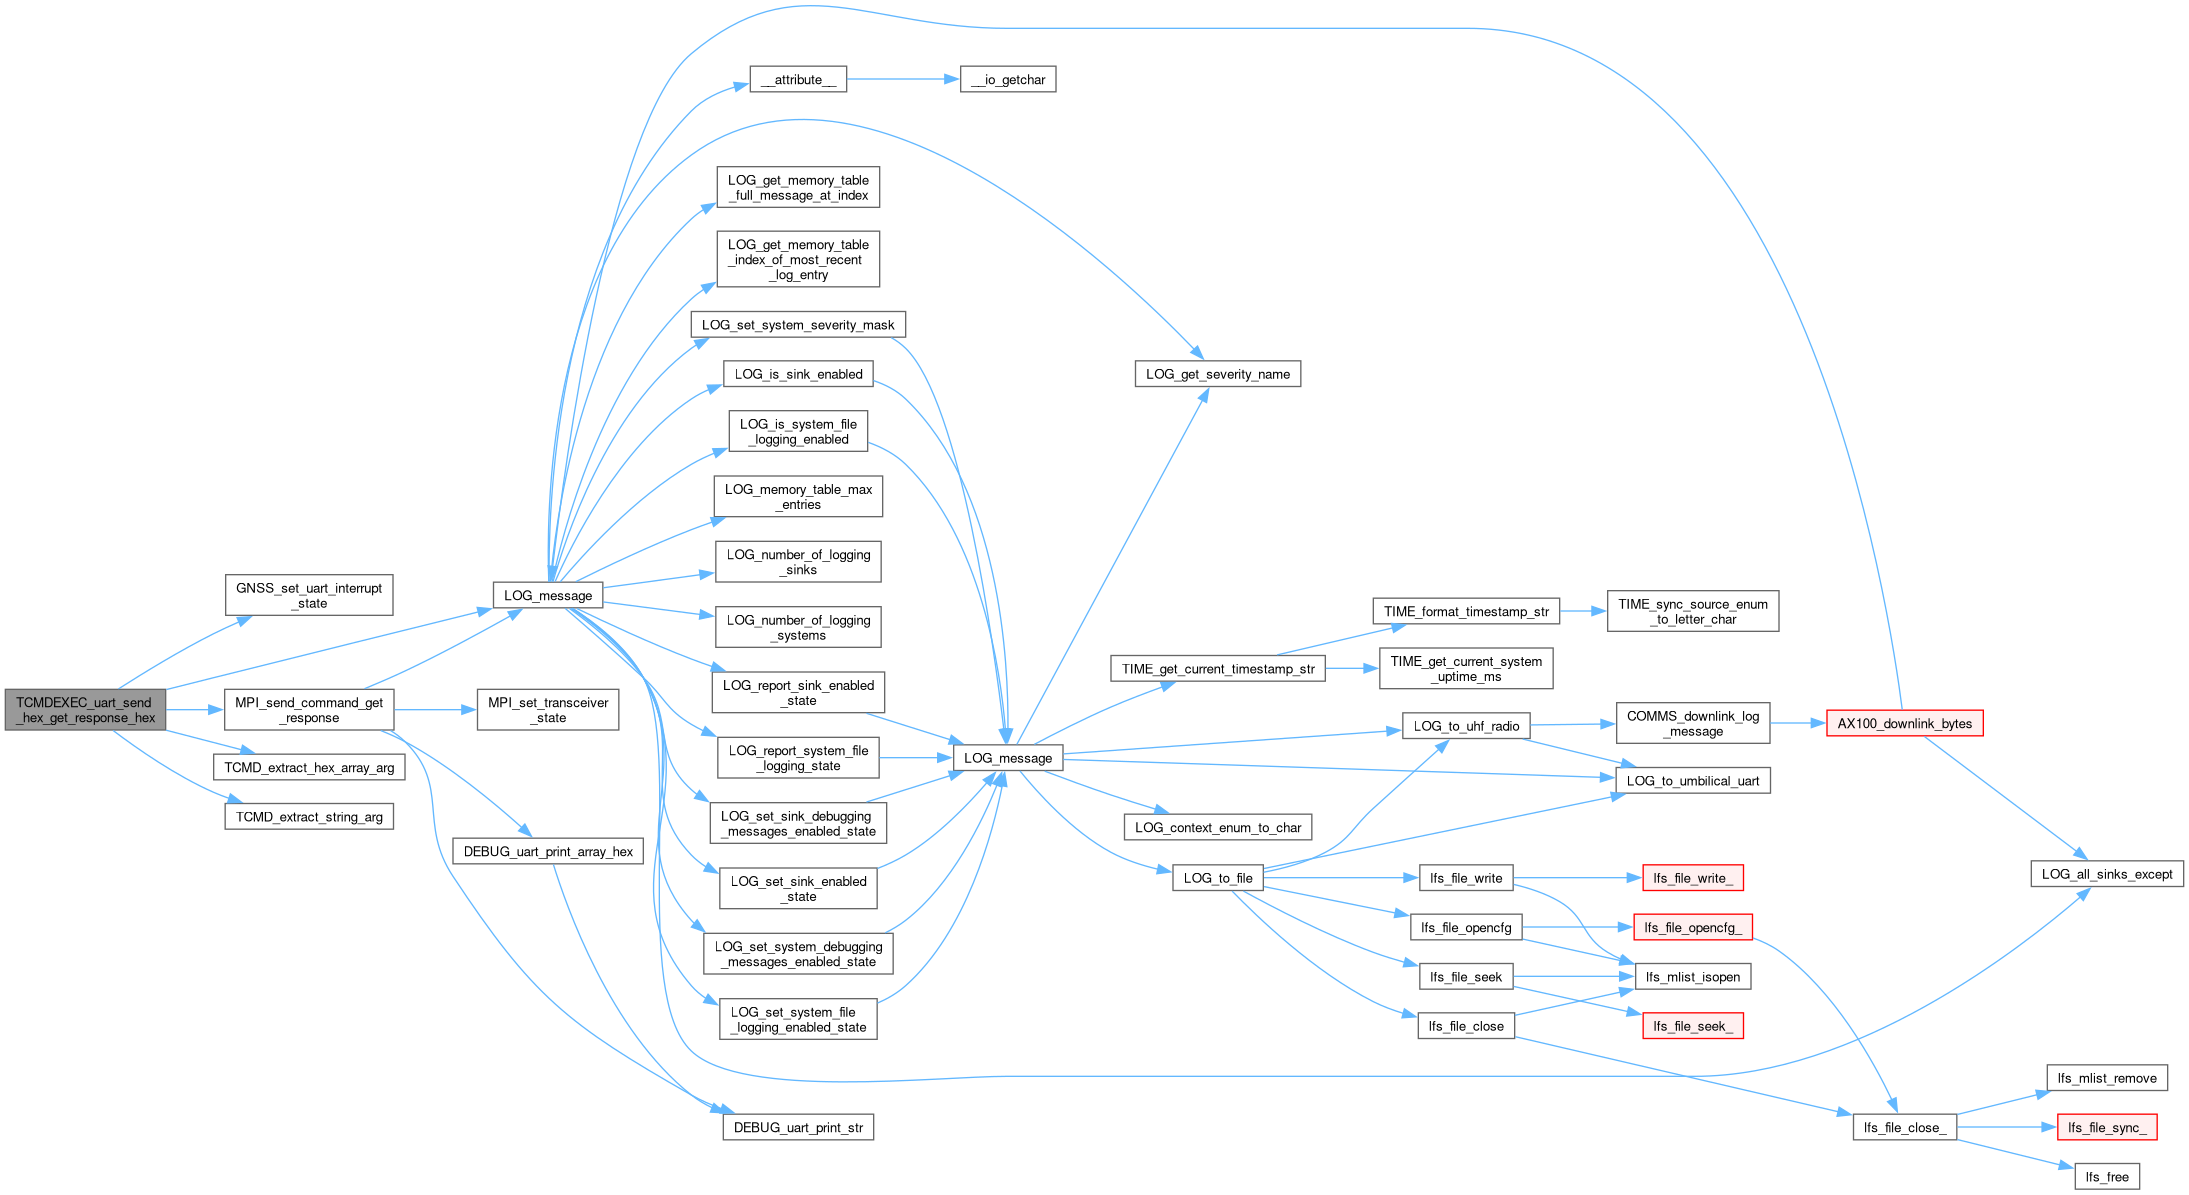 TCMDEXEC_uart_send
_hex_get_response_hex
GNSS_set_uart_interrupt
_state
MPI_send_command_get
_response
TCMD_extract_hex_array_arg
TCMD_extract_string_arg
LOG_message
MPI_set_transceiver
_state
DEBUG_uart_print_array_hex
__attribute__
__io_getchar
LOG_get_memory_table
_full_message_at_index
LOG_get_memory_table
_index_of_most_recent
_log_entry
LOG_set_system_severity_mask
LOG_is_sink_enabled
LOG_is_system_file
_logging_enabled
LOG_memory_table_max
_entries
LOG_number_of_logging
_sinks
LOG_number_of_logging
_systems
LOG_report_sink_enabled
_state
LOG_report_system_file
_logging_state
LOG_set_sink_debugging
_messages_enabled_state
LOG_set_sink_enabled
_state
LOG_set_system_debugging
_messages_enabled_state
LOG_set_system_file
_logging_enabled_state
DEBUG_uart_print_str
LOG_message
LOG_get_severity_name
TIME_get_current_timestamp_str
LOG_context_enum_to_char
LOG_to_file
TIME_format_timestamp_str
TIME_get_current_system
_uptime_ms
LOG_to_uhf_radio
lfs_file_write
lfs_file_opencfg
lfs_file_seek
lfs_file_close
TIME_sync_source_enum
_to_letter_char
COMMS_downlink_log
_message
LOG_to_umbilical_uart
lfs_file_write_
lfs_file_opencfg_
lfs_mlist_isopen
lfs_file_seek_
AX100_downlink_bytes
lfs_file_close_
LOG_all_sinks_except
lfs_mlist_remove
lfs_file_sync_
lfs_free